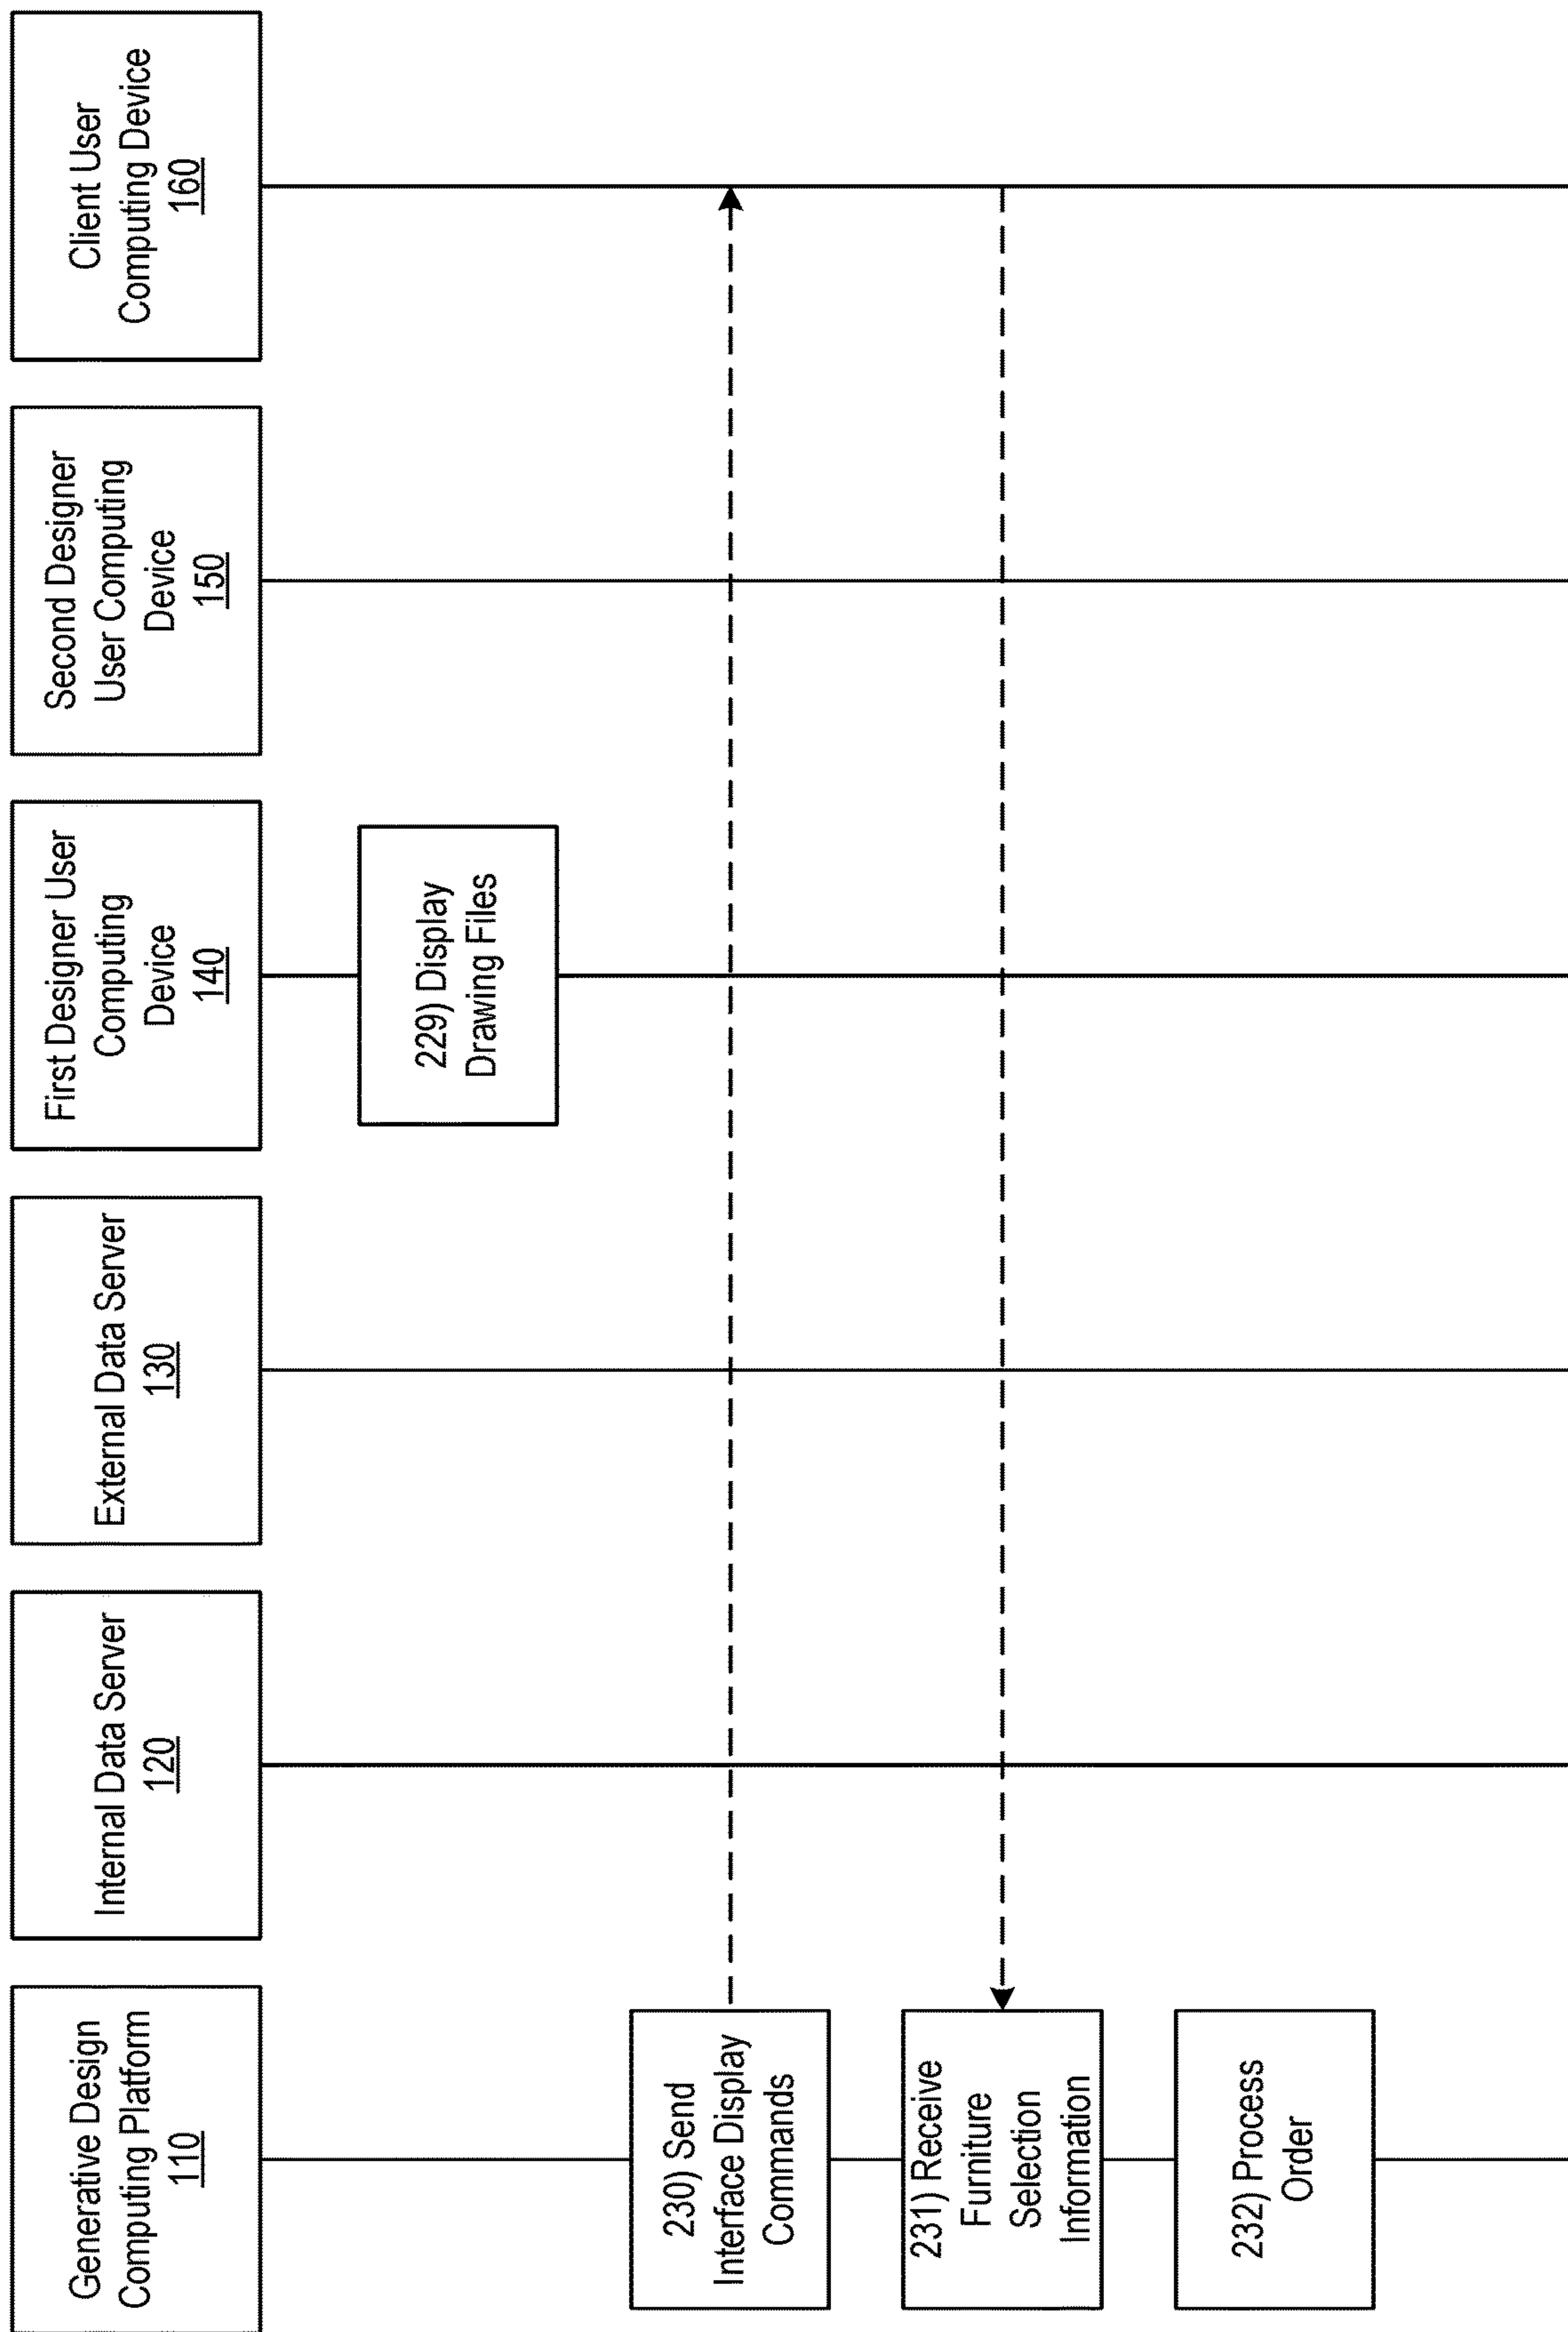 Generative Design
Computing Platform
110
Internal Data Server
120
External Data Server
130
First Designer User
Computing
Device
140
Second Designer
User Computing
Device
150
Client User
Computing Device
160
229) Display
Drawing Files
230) Send
Interface Display
Commands
231) Receive
Furniture
Selection
Information
232) Process
Order